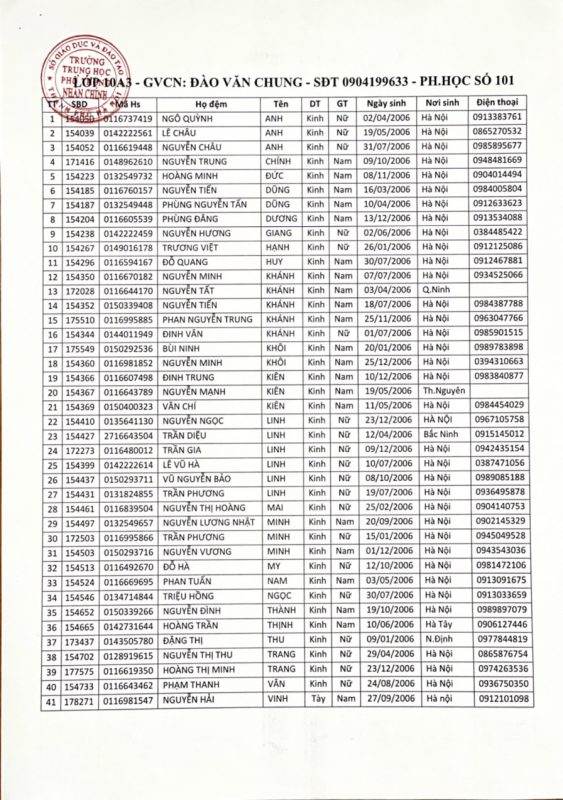 SỞ GIÁO DỤC VÀ ĐÀO TẠO
TRƯỜNG
TRUNG HỌC
PHỔ THÔNG
NHÂN CHÍNH
LỚP 10A3 - GVCN: ĐÀO VĂN CHUNG - SĐT 0904199633 - PH.HỌC SỐ 101
TT SBD Mã Hs Họ đệm Tên DT GT Ngày sinh Nơi sinh Điện thoại
1 154050 0116737419 NGÔ QUỲNH ANH Kinh Nữ 02/04/2006 Hà Nội 0913383761
2 154039 0142222561 LÊ CHÂU ANH Kinh Nữ 19/05/2006 Hà Nội 0865270532
3 154052 0116619448 NGUYỄN CHÂU ANH Kinh Nữ 31/07/2006 Hà Nội 0985895677
4 171416 0148962610 NGUYỄN TRUNG CHÍNH Kinh Nam 09/10/2006 Hà Nội 0948481669
5 154223 0132549732 HOÀNG MINH ĐỨC Kinh Nam 08/11/2006 Hà Nội 0904014494
6 154185 0116760157 NGUYỄN TIẾN DŨNG Kinh Nam 16/03/2006 Hà Nội 0984005804
7 154187 0132549448 PHÙNG NGUYỄN TẤN DŨNG Kinh Nam 10/04/2006 Hà Nội 0912633623
8 154204 0116605539 PHÙNG ĐĂNG DƯƠNG Kinh Nam 13/12/2006 Hà Nội 0913534088
9 154238 0142222459 NGUYỄN HƯƠNG GIANG Kinh Nữ 02/06/2006 Hà Nội 0384485422
10 154267 0149016178 TRƯƠNG VIỆT HẠNH Kinh Nữ 26/01/2006 Hà Nội 0912125086
11 154296 0116594167 ĐỖ QUANG HUY Kinh Nam 30/07/2006 Hà Nội 0912467881
12 154350 0116670182 NGUYỄN MINH KHÁNH Kinh Nam 07/07/2006 Hà Nội 0934525066
13 172028 0116644170 NGUYỄN TẤT KHÁNH Kinh Nam 03/04/2006 Q.Ninh
14 154352 0150339408 NGUYỄN TIẾN KHÁNH Kinh Nam 18/07/2006 Hà Nội 0984387788
15 175510 0116995885 PHAN NGUYỄN TRUNG KHÁNH Kinh Nam 25/11/2006 Hà Nội 0963047766
16 154344 0144011949 ĐINH VÂN KHÁNH Kinh Nữ 01/07/2006 Hà Nội 0985901515
17 175549 0150292536 BÙI NINH KHÔI Kinh Nam 20/01/2006 Hà Nội 0989783898
18 154360 0116981852 NGUYỄN MINH KHÔI Kinh Nam 25/12/2006 Hà Nội 0394310663
19 154366 0116607498 ĐINH TRUNG KIÊN Kinh Nam 10/12/2006 Hà Nội 0983840877
20 154367 0116643789 NGUYỄN MẠNH KIÊN Kinh Nam 19/05/2006 Th.Nguyên
21 154369 0150400323 VĂN CHÍ KIÊN Kinh Nam 11/05/2006 Hà Nội 0984454029
22 154410 0135641130 NGUYỄN NGỌC LINH Kinh Nữ 23/12/2006 HÀ NỘI 0967105758
23 154427 2716643504 TRẦN DIỆU LINH Kinh Nữ 12/04/2006 Bắc Ninh 0915145012
24 172273 0116480012 TRẦN GIA LINH Kinh Nữ 09/12/2006 Hà Nội 0942435154
25 154399 0142222614 LÊ VŨ HÀ LINH Kinh Nữ 10/07/2006 Hà Nội 0387471056
26 154437 0150293711 VŨ NGUYỄN BẢO LINH Kinh Nữ 08/10/2006 Hà Nội 0989085188
27 154431 0131824855 TRẦN PHƯƠNG LINH Kinh Nữ 19/07/2006 Hà Nội 0936495878
28 154461 0116839504 NGUYỄN THỊ HOÀNG MAI Kinh Nữ 25/02/2006 Hà Nội 0904140753
29 154497 0132549657 NGUYỄN LƯƠNG NHẬT MINH Kinh Nam 20/09/2006 Hà Nội 0902145329
30 172503 0116995866 TRẦN PHƯƠNG MINH Kinh Nữ 15/01/2006 Hà Nội 0945049528
31 154503 0150293716 NGUYỄN VƯƠNG MINH Kinh Nam 01/12/2006 Hà Nội 0943543036
32 154513 0116492670 ĐỖ HÀ MY Kinh Nữ 12/10/2006 Hà Nội 0981472106
33 154524 0116669695 PHAN TUẤN NAM Kinh Nam 03/05/2006 Hà Nội 0913091675
34 154546 0134714844 TRIỆU HỒNG NGỌC Kinh Nữ 30/07/2006 Hà Nội 0913033659
35 154652 0150339266 NGUYỄN ĐÌNH THÀNH Kinh Nam 19/10/2006 Hà Nội 0989897079
36 154665 0142731644 HOÀNG TRẦN THỊNH Kinh Nam 10/06/2006 Hà Tây 0906127446
37 173437 0143505780 ĐẶNG THỊ THU Kinh Nữ 09/01/2006 N.Định 0977844819
38 154702 0128919615 NGUYỄN THỊ THU TRANG Kinh Nữ 29/04/2006 Hà Nội 0865876754
39 177575 0116619350 HOÀNG THỊ MINH TRANG Kinh Nữ 23/12/2006 Hà Nội 0974263536
40 154733 0116643462 PHẠM THANH VÂN Kinh Nữ 24/08/2006 Hà Nội 0936750350
41 178271 0116981547 NGUYỄN HẢI VINH Tày Nam 27/09/2006 Hà nội 0912101098